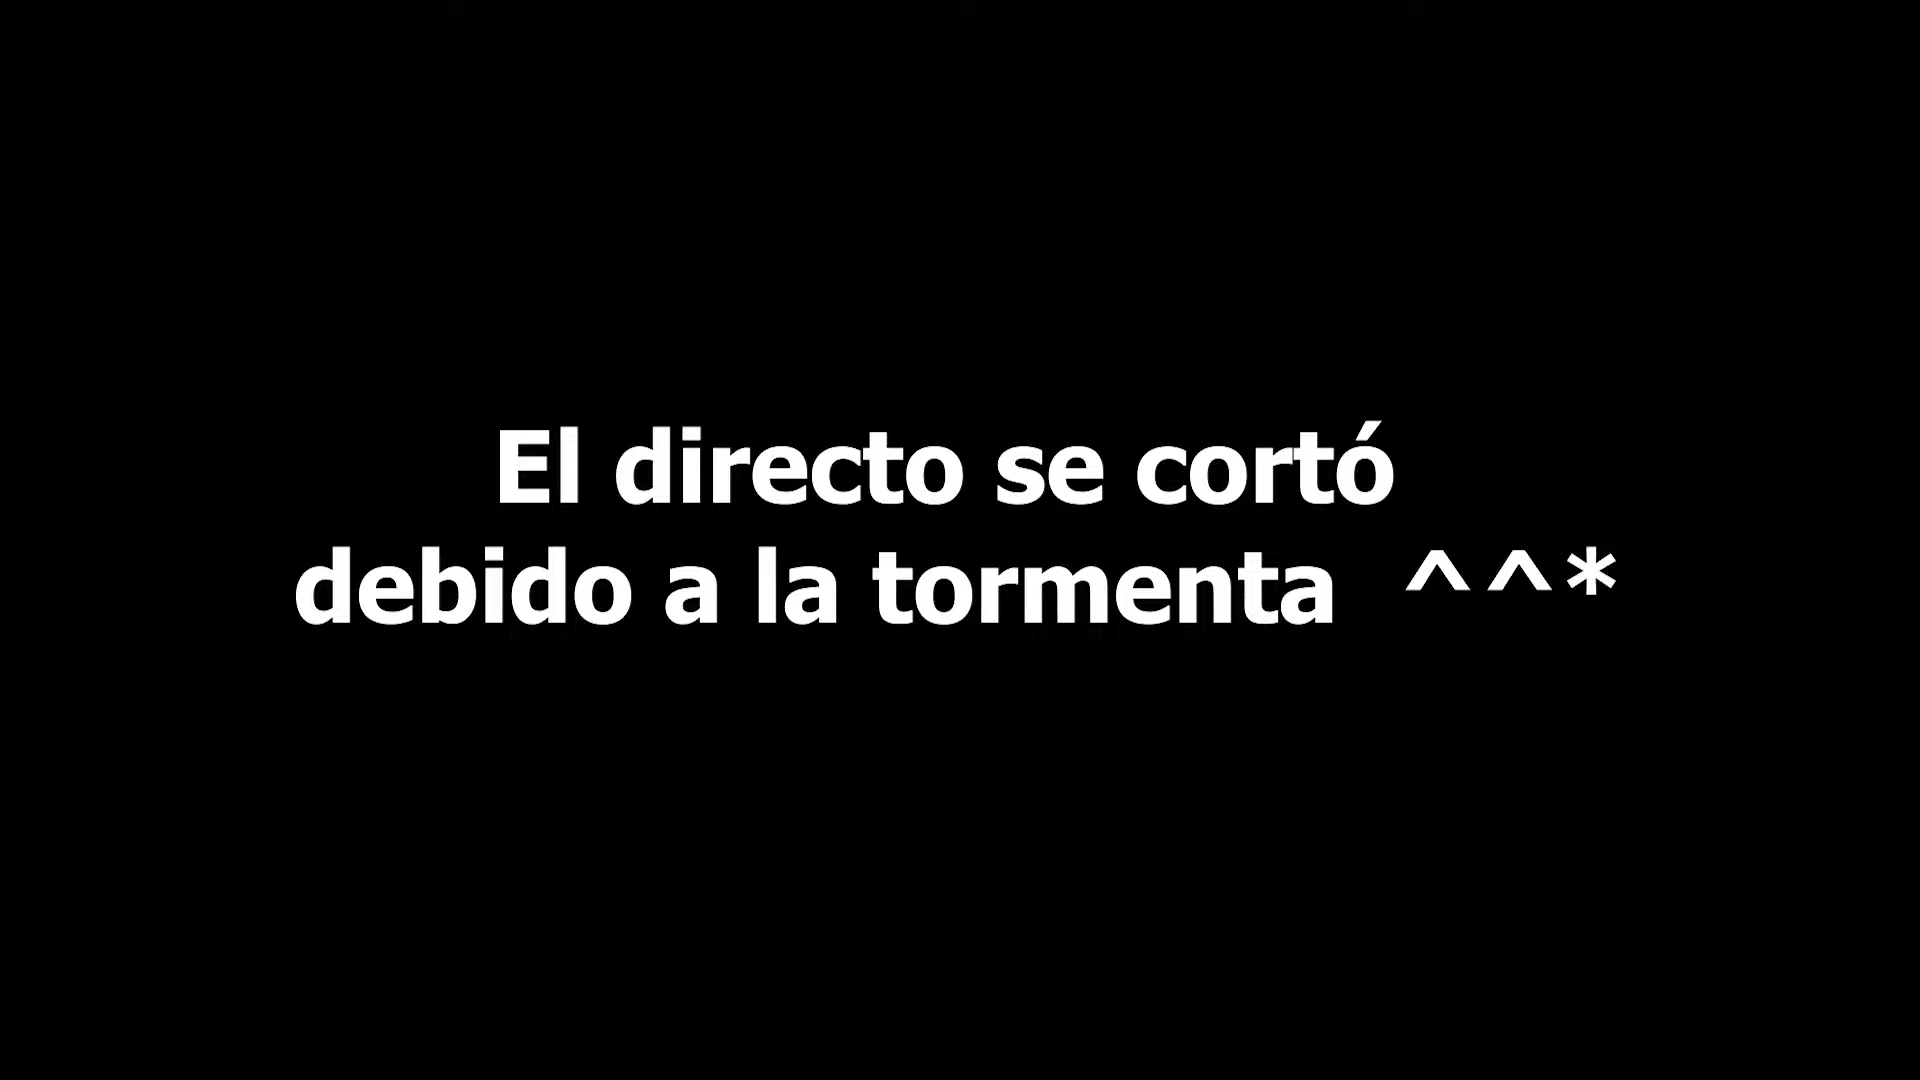 El directo se cortó
debido a la tormenta ^^*